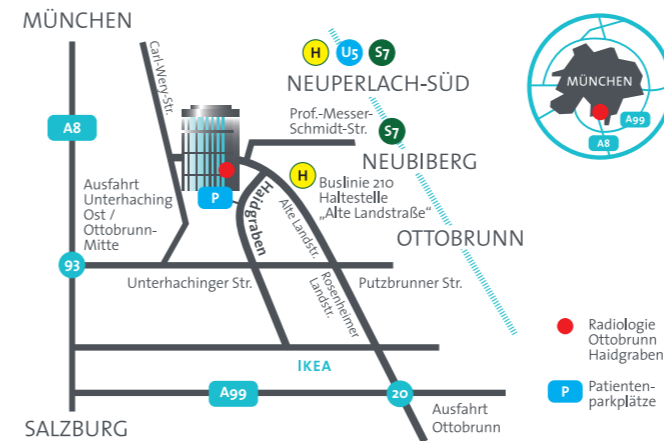 MÜNCHEN
Carl-Wery-Str.
H
U5
S7
NEUPERLACH-SÜD
MÜNCHEN
A99
A8
A8
Prof.-Messer-
Schmidt-Str.
S7
NEUBIBERG
Ausfahrt
Unterhaching
Ost /
Ottobrunn-
Mitte
P
Haidgraben
H
Buslinie 210
Haltestelle
„Alte Landstraße“
Alte Landstr.
OTTOBRUNN
93
Unterhachinger Str.
Rosenheimer
Landstr.
Putzbrunner Str.
IKEA
Radiologie
Ottobrunn
Haidgraben
A99
20
P
Patienten-
parkplätze
Ausfahrt
Ottobrunn
SALZBURG